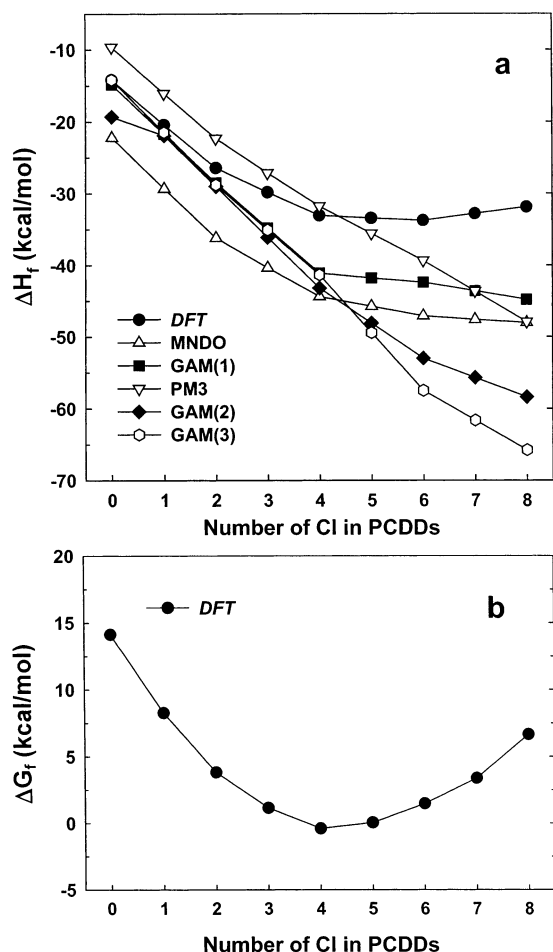 a
-10
-20
-30
-40
-50
-60
-70
ΔHf (kcal/mol)
DFT
MNDO
GAM(1)
PM3
GAM(2)
GAM(3)
0 1 2 3 4 5 6 7 8
Number of Cl in PCDDs
b
20
15
10
5
0
-5
ΔGf (kcal/mol)
DFT
0 1 2 3 4 5 6 7 8
Number of Cl in PCDDs